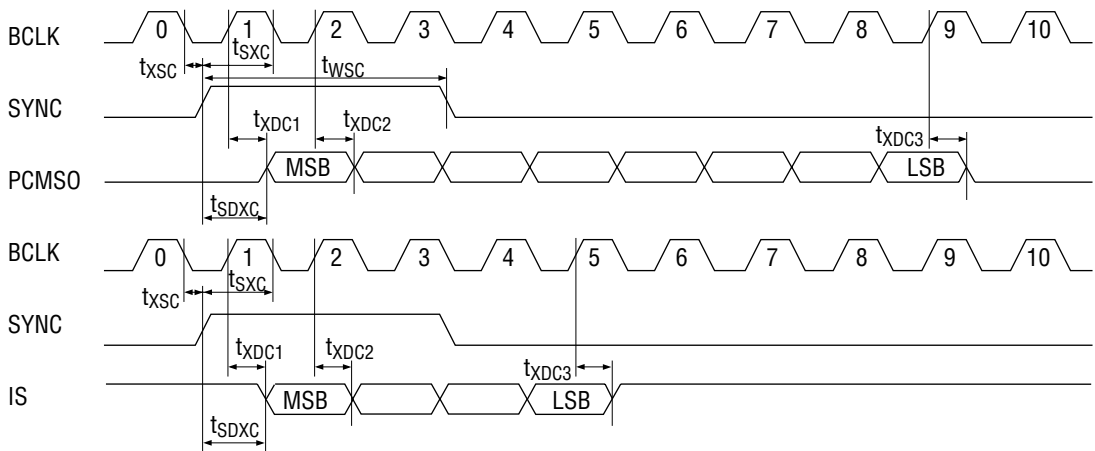 BCLK 0 1 2 3 4 5 6 7 8 9 10
tXSC tSXC tWSC
SYNC
tXDC1 tXDC2 tXDC3
PCMSO MSB LSB
tSDXC
BCLK 0 1 2 3 4 5 6 7 8 9 10
tXSC tSXC
SYNC
tXDC1 tXDC2 tXDC3
IS MSB LSB
tSDXC